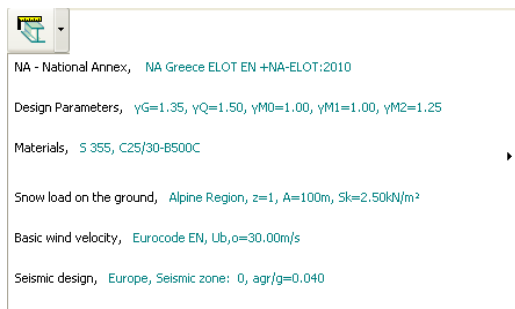 NA - National Annex, NA Greece ELOT EN +NA-ELOT:2010
Design Parameters, γG=1.35, γQ=1.50, γM0=1.00, γM1=1.00, γM2=1.25
Materials, S 355, C25/30-B500C
Snow load on the ground, Alpine Region, z=1, A=100m, Sk=2.50kN/m²
Basic wind velocity, Eurocode EN, Ub,o=30.00m/s
Seismic design, Europe, Seismic zone: 0, agr/g=0.040